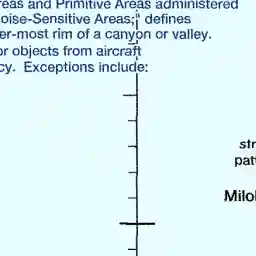 reas and Primitive Areas administered
oise-Sensitive Areas," defines
er-most rim of a canyon or valley.
or objects from aircraft
cy. Exceptions include:
str
pat
Milol